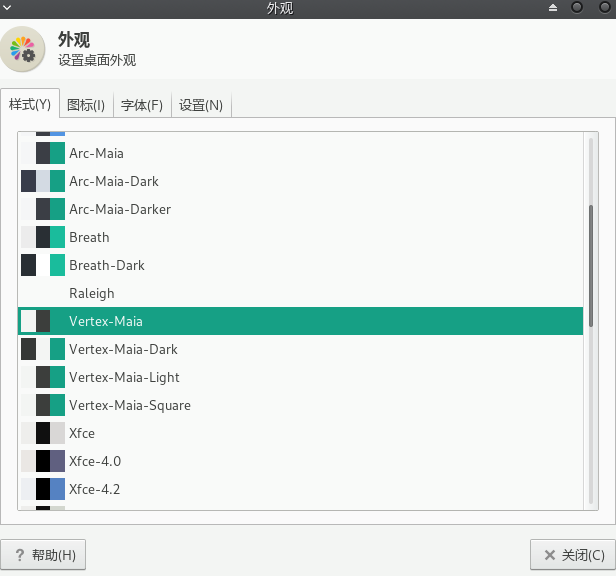 外观
外观
设置桌面外观
样式(Y) 图标(I) 字体(F) 设置(N)
Arc-Maia
Arc-Maia-Dark
Arc-Maia-Darker
Breath
Breath-Dark
Raleigh
Vertex-Maia
Vertex-Maia-Dark
Vertex-Maia-Light
Vertex-Maia-Square
Xfce
Xfce-4.0
Xfce-4.2
? 帮助(H) 关闭(C)